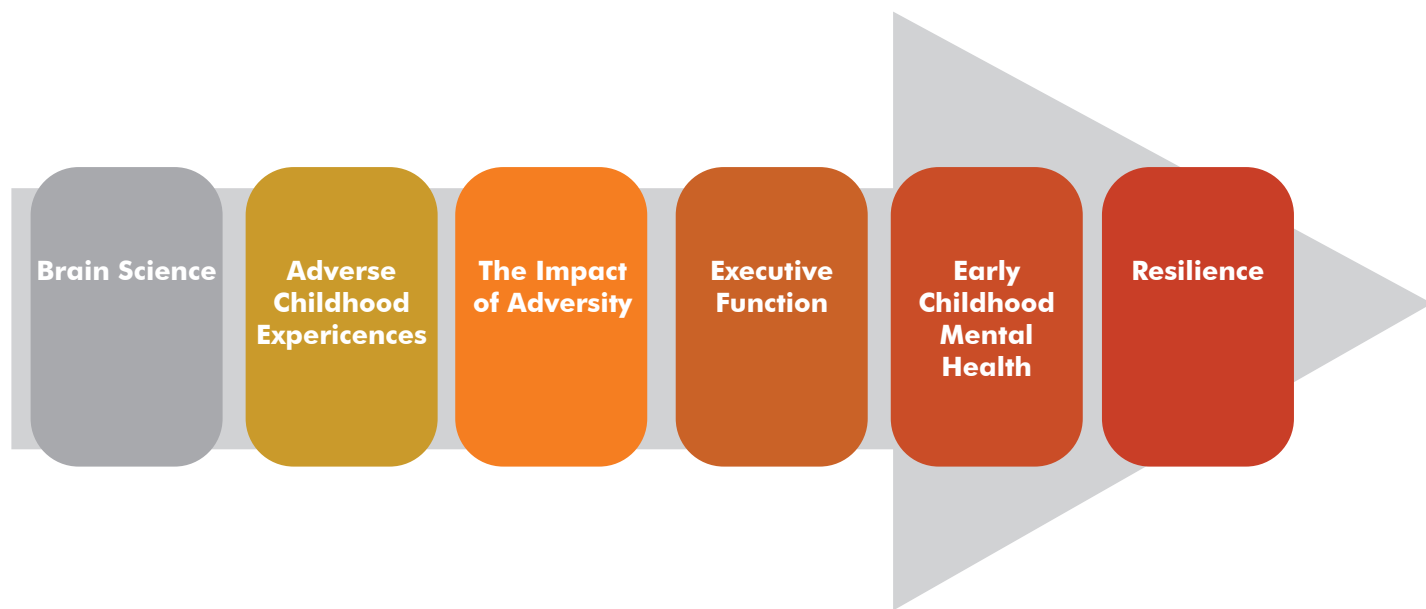 Brain Science
Adverse
Childhood
Expericences
The Impact
of Adversity
Executive
Function
Early
Childhood
Mental
Health
Resilience